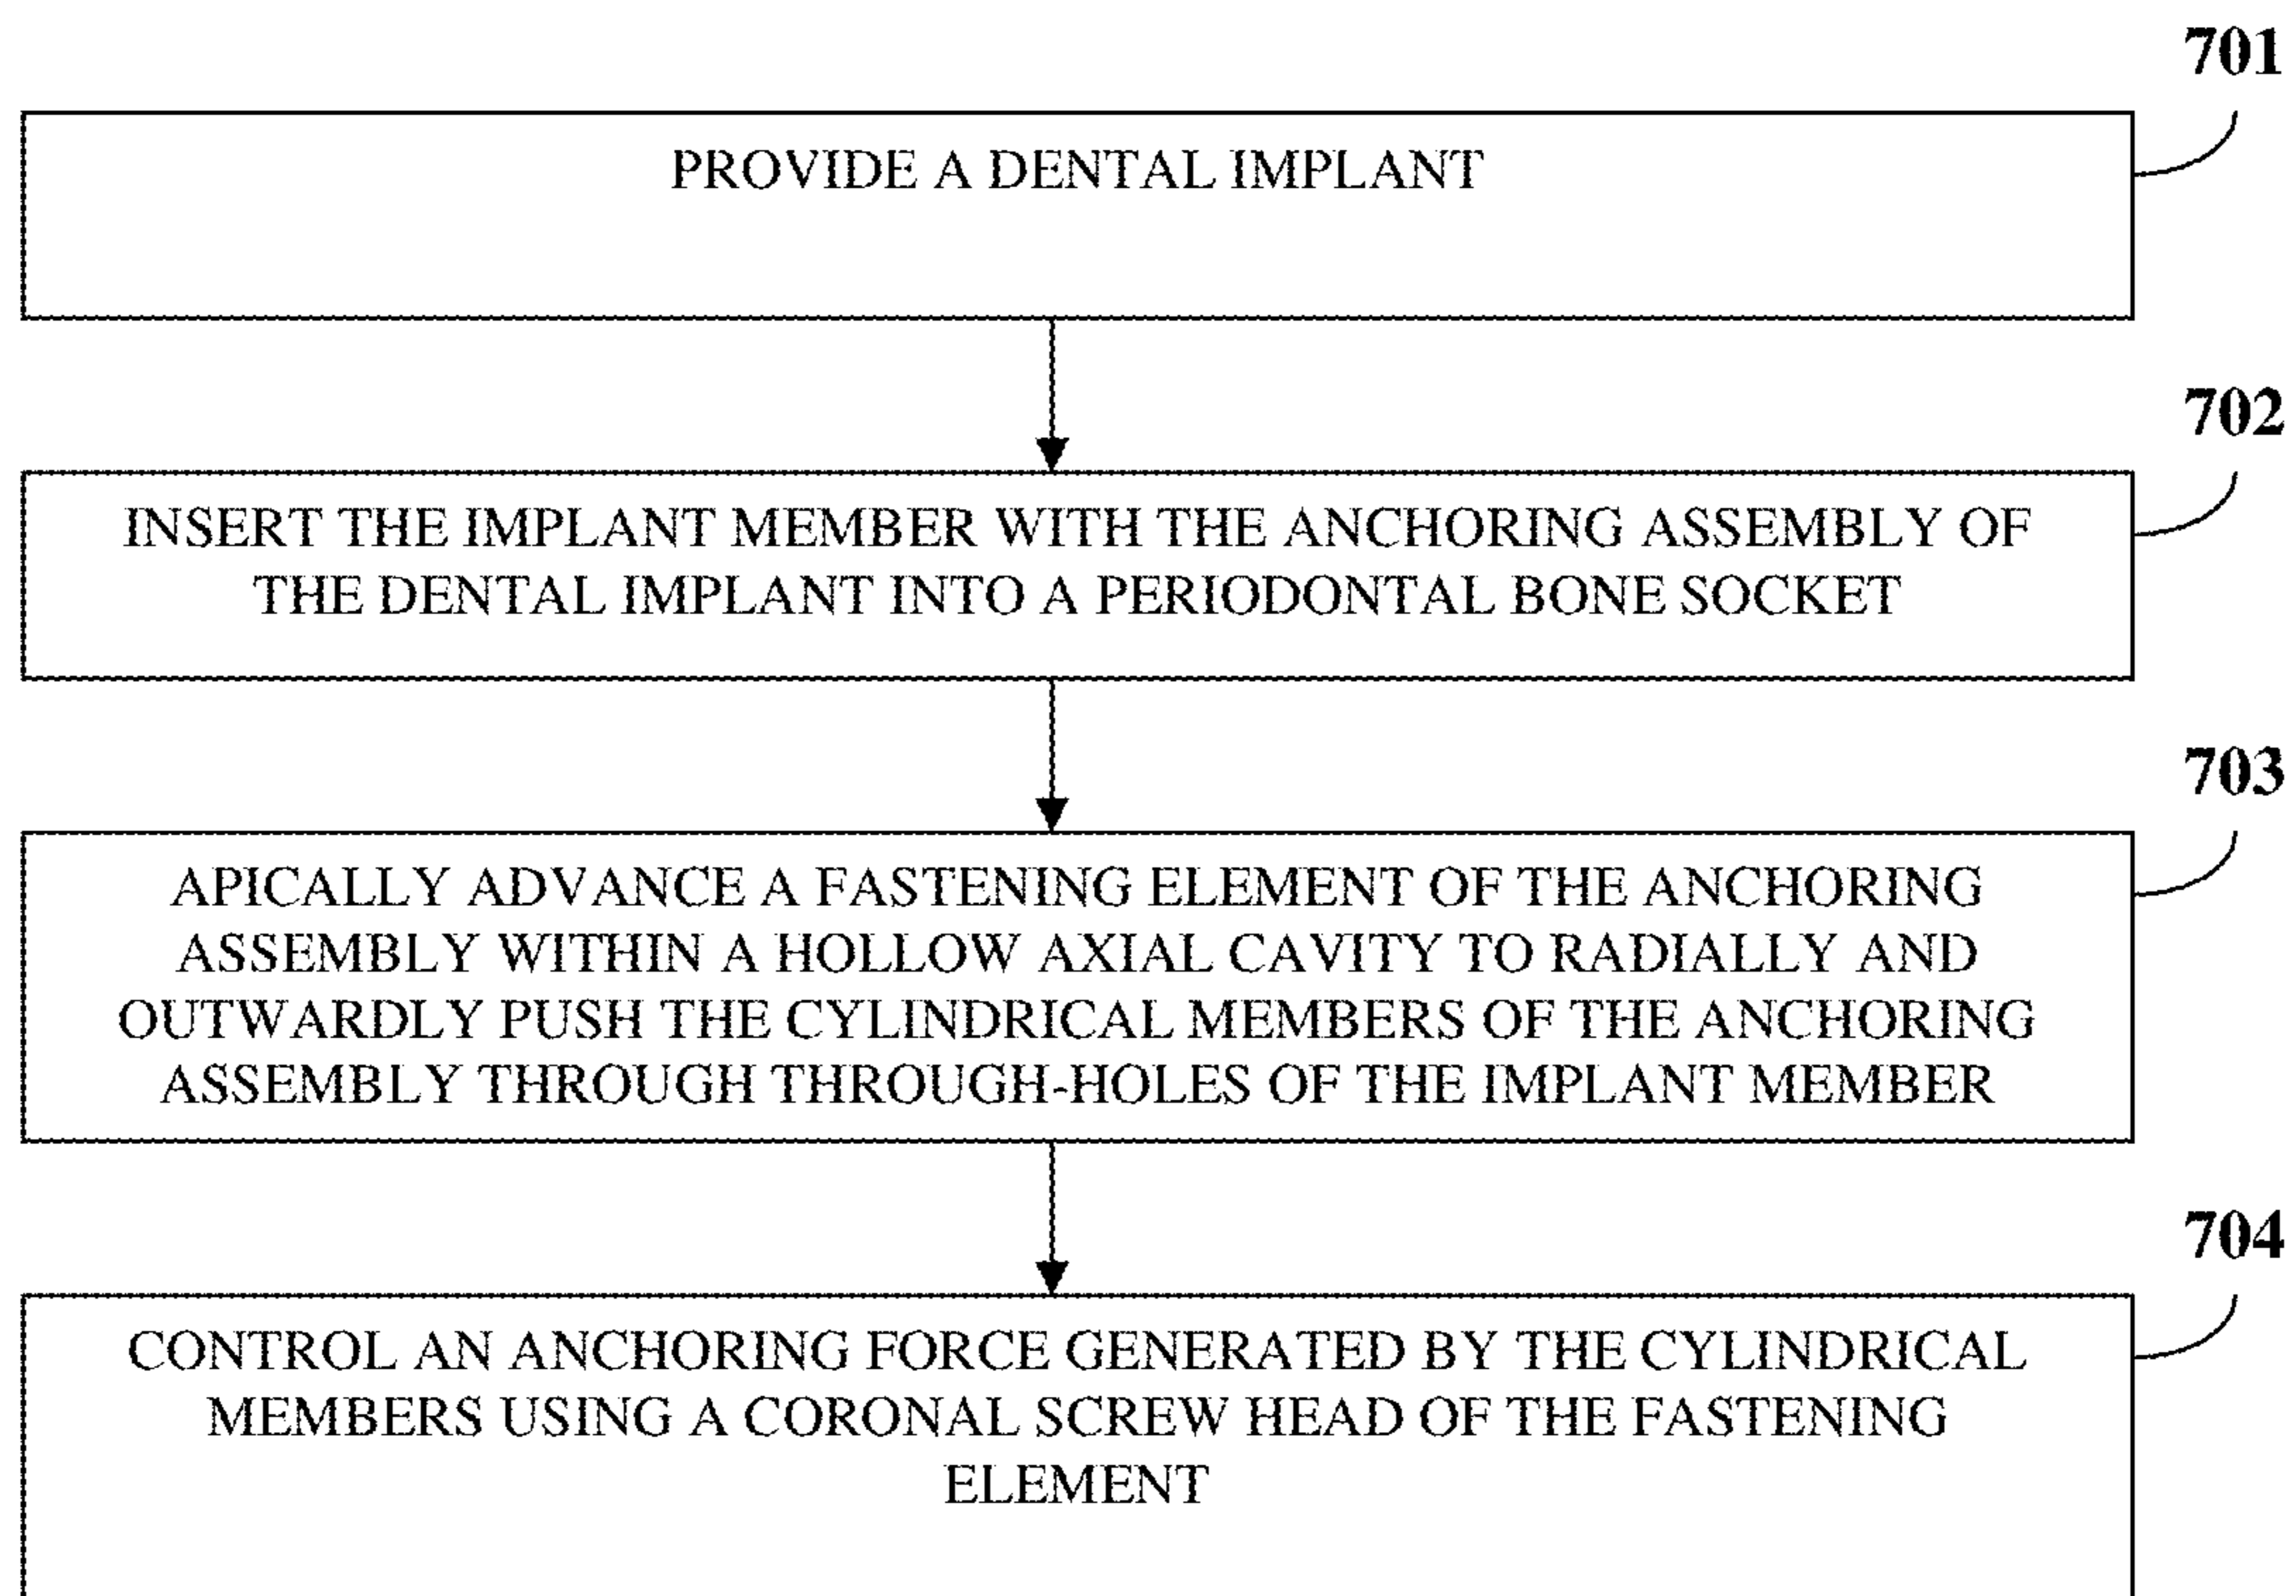 701
PROVIDE A DENTAL IMPLANT
702
INSERT THE IMPLANT MEMBER WITH THE ANCHORING ASSEMBLY OF
THE DENTAL IMPLANT INTO A PERIODONTAL BONE SOCKET
703
APICALLY ADVANCE A FASTENING ELEMENT OF THE ANCHORING
ASSEMBLY WITHIN A HOLLOW AXIAL CAVITY TO RADIALLY AND
OUTWARDLY PUSH THE CYLINDRICAL MEMBERS OF THE ANCHORING
ASSEMBLY THROUGH THROUGH-HOLES OF THE IMPLANT MEMBER
704
CONTROL AN ANCHORING FORCE GENERATED BY THE CYLINDRICAL
MEMBERS USING A CORONAL SCREW HEAD OF THE FASTENING
ELEMENT